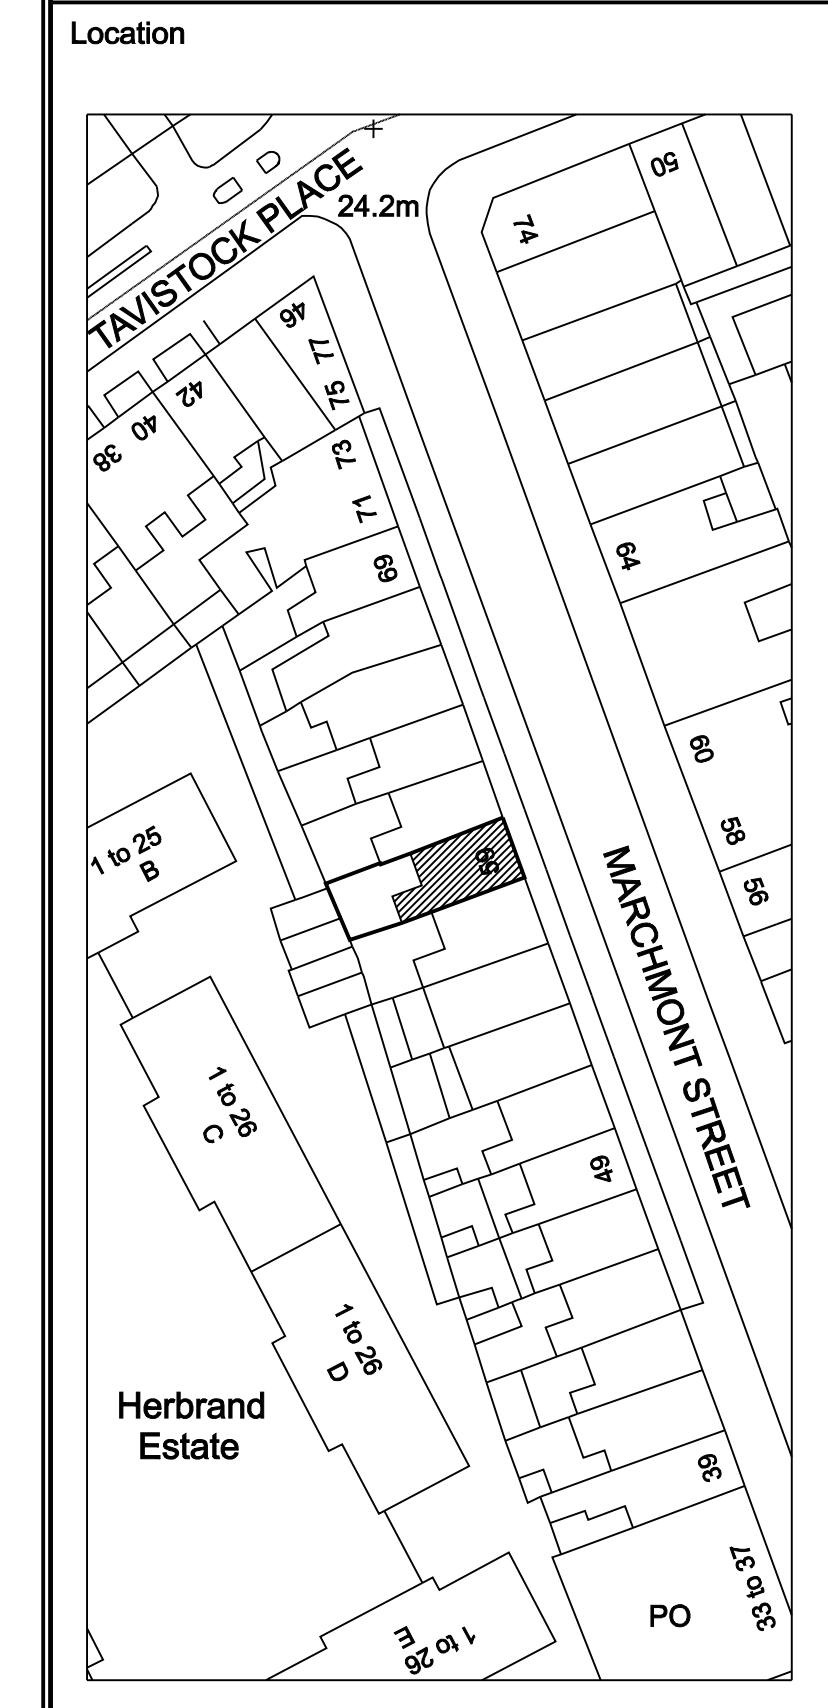 Location
TAVISTOCK PLACE
24.2m
50
74
46
77
75
42
40
38
73
71
69
64
60
58
56
59
1 to 25
B
MARCHMONT STREET
1 to 26
C
49
1 to 26
D
Herbrand
Estate
39
33 to 37
PO
1 to 26
E